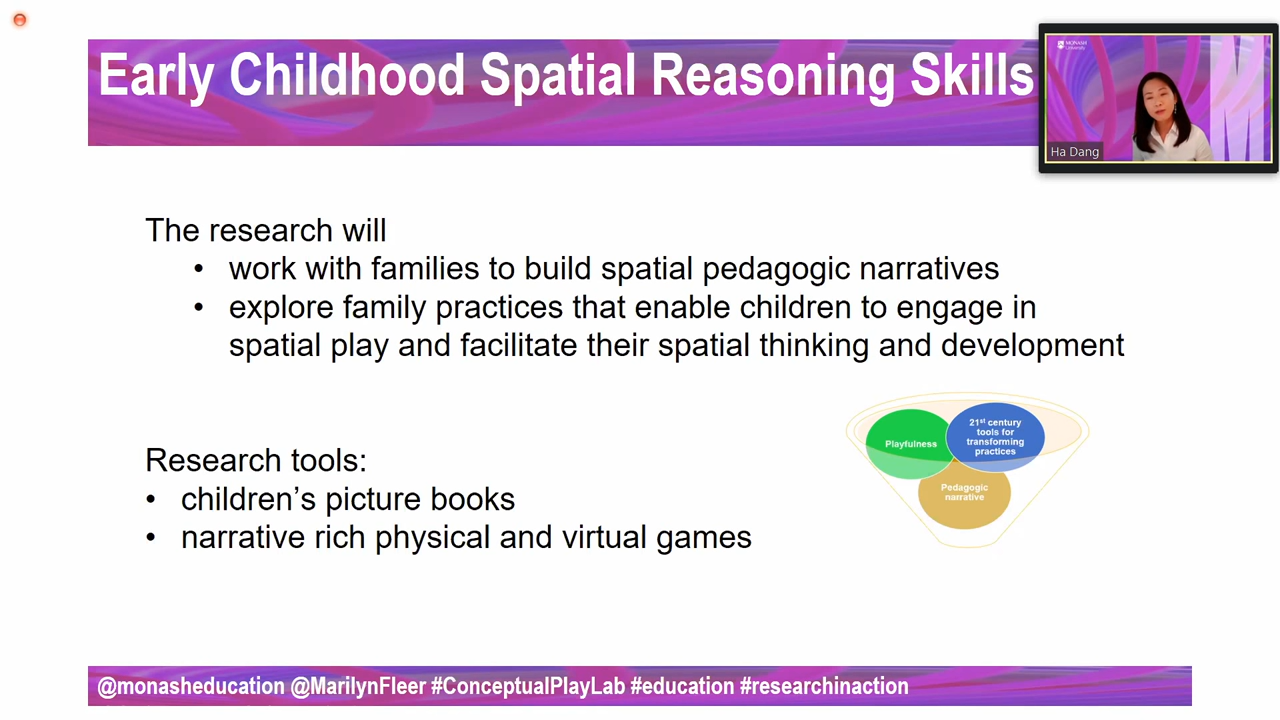 Early Childhood Spatial Reasoning Skills
MONASH
University
Ha Dang
The research will
• work with families to build spatial pedagogic narratives
• explore family practices that enable children to engage in
spatial play and facilitate their spatial thinking and development
Playfulness
21st century
tools for
transforming
practices
Pedagogic
narrative
Research tools:
• children’s picture books
• narrative rich physical and virtual games
@monasheducation @MarilynFleer #ConceptualPlayLab #education #researchinaction